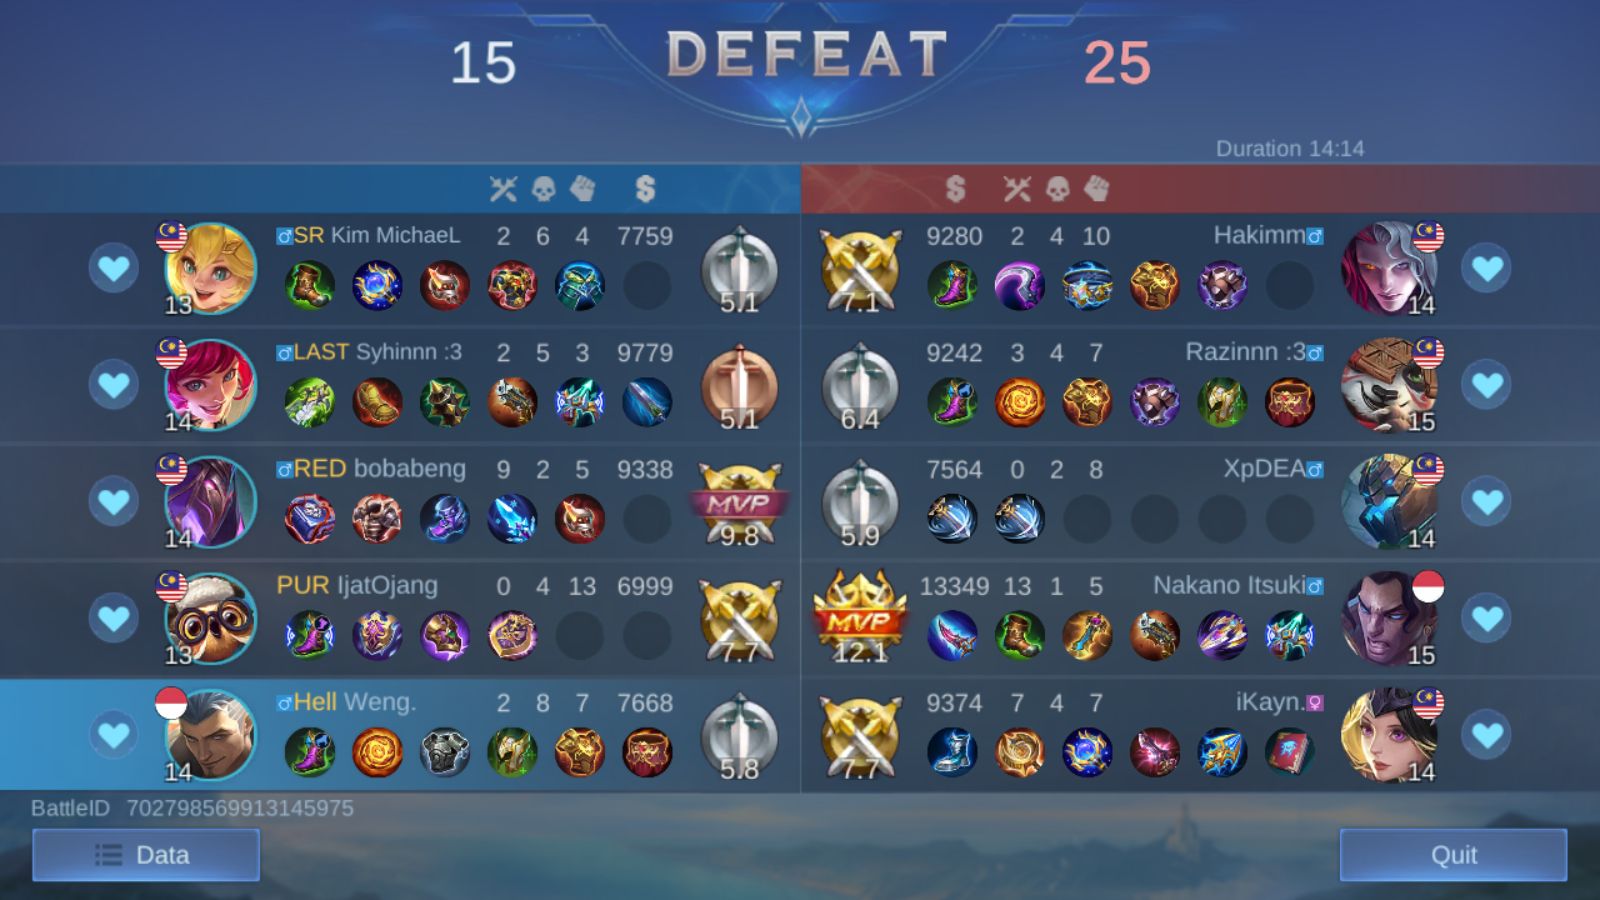 15 DEFEAT 25
Duration 14:14
SR Kim MichaeL 2 6 4 7759
13 5.1
9280 2 4 10 Hakimm
7.1 14
LAST Syhinnn :3 2 5 3 9779
14 5.1
9242 3 4 7 Razinnn :3
6.4 15
RED bobabeng 9 2 5 9338
MVP
14 9.8
7564 0 2 8 XpDEA
5.9 14
PUR IjatOjang 0 4 13 6999
13 7.7
13349 13 1 5 Nakano Itsuki
MVP
12.1 15
Hell Weng. 2 8 7 7668
14 5.8
9374 7 4 7 iKayn.
7.7 14
BattleID 702798569913145975
Data Quit